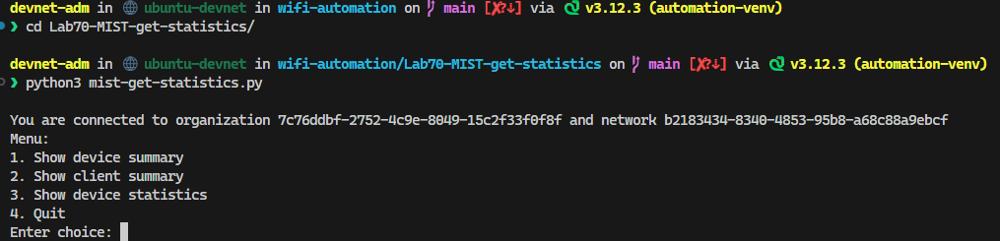 devnet-adm in 🌐 ubuntu-devnet in wifi-automation on main [✘?↓] via v3.12.3 (automation-venv)
❯ cd Lab70-MIST-get-statistics/
devnet-adm in 🌐 ubuntu-devnet in wifi-automation/Lab70-MIST-get-statistics on main [✘?↓] via v3.12.3 (automation-venv)
❯ python3 mist-get-statistics.py
You are connected to organization 7c76ddbf-2752-4c9e-8049-15c2f33f0f8f and network b2183434-8340-4853-95b8-a68c88a9ebcf
Menu:
1. Show device summary
2. Show client summary
3. Show device statistics
4. Quit
Enter choice: